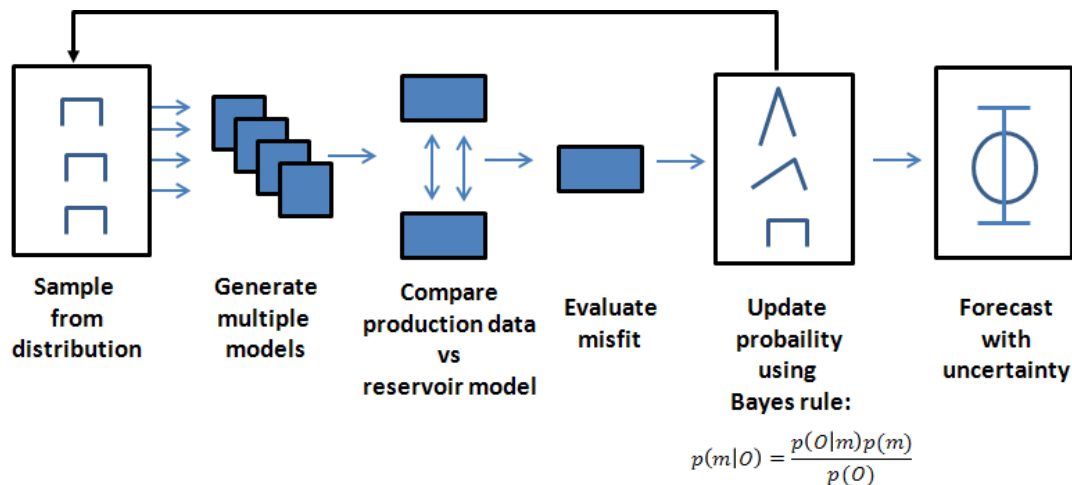 Sample
from
distribution
Generate
multiple
models
Compare
production data
vs
reservoir model
Evaluate
misfit
Update
probaility
using
Bayes rule:
p(m|O) = p(O|m)p(m) / p(O)
Forecast
with
uncertainty